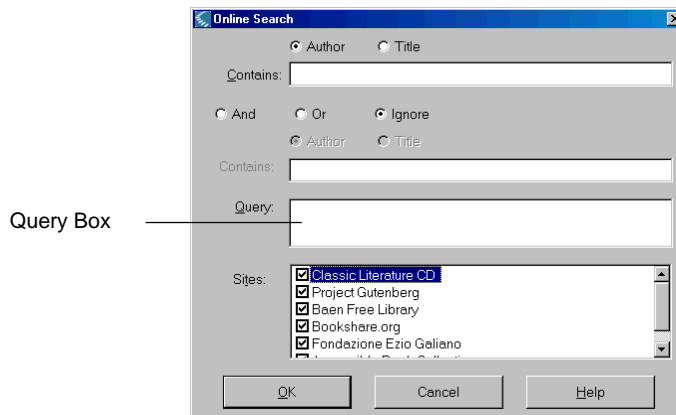 Online Search
Author Title
Contains:
And Or Ignore
Author Title
Contains:
Query:
Query Box
Sites:
Classic Literature CD
Project Gutenberg
Baen Free Library
Bookshare.org
Fondazione Ezio Galiano
OK Cancel Help